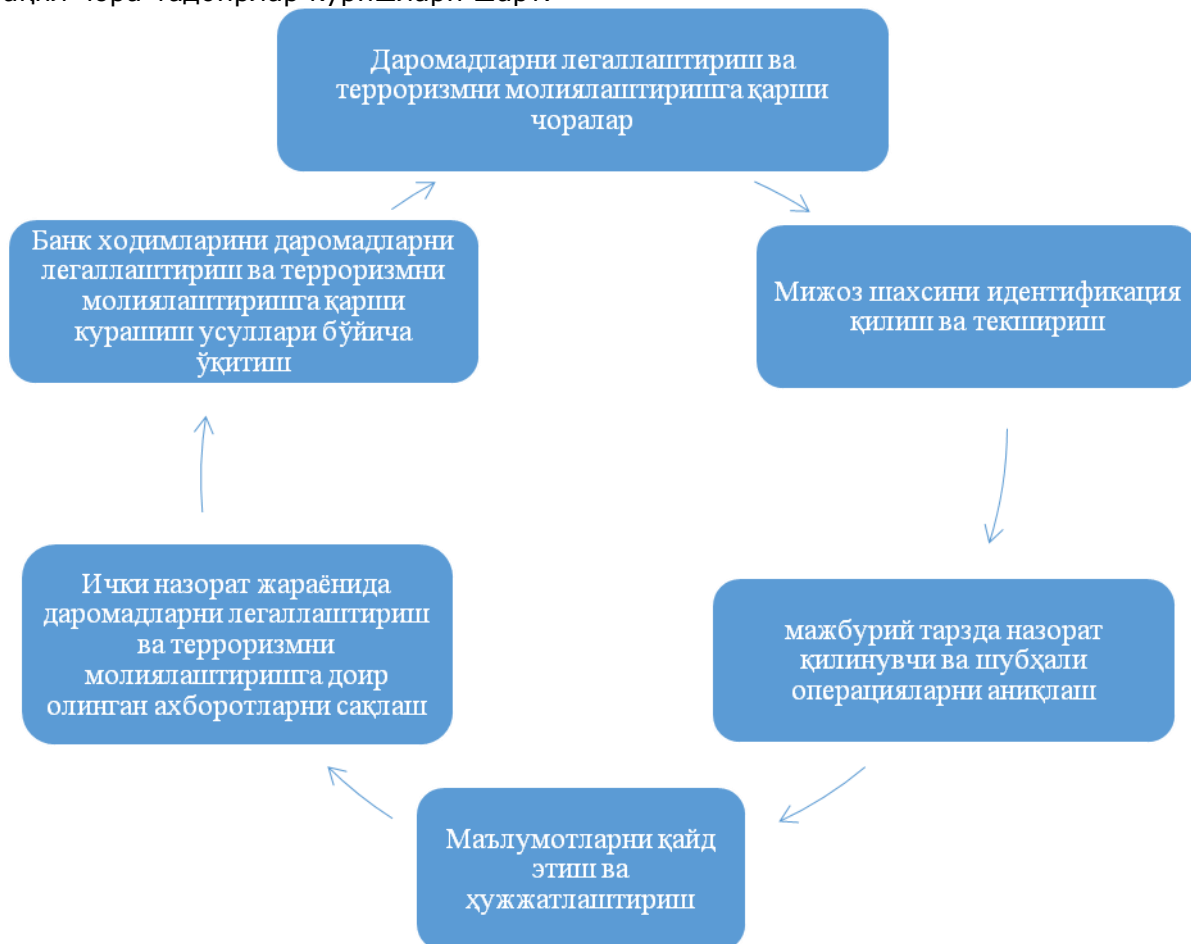 Даромадларни легаллаштириш ва
терроризмни молиялаштиришга қарши
чоралар
Мижоз шахсини идентификация
қилиш ва текшириш
мажбурий тарзда назорат
қилинувчи ва шубҳали
операцияларни аниқлаш
Маълумотларни қайд
этиш ва
ҳужжатлаштириш
Ички назорат жараёнида
даромадларни легаллаштириш
ва терроризмни
молиялаштиришга доир
олинган ахборотларни сақлаш
Банк ходимларини даромадларни
легаллаштириш ва терроризмни
молиялаштиришга қарши
курашиш усуллари бўйича
ўқитиш